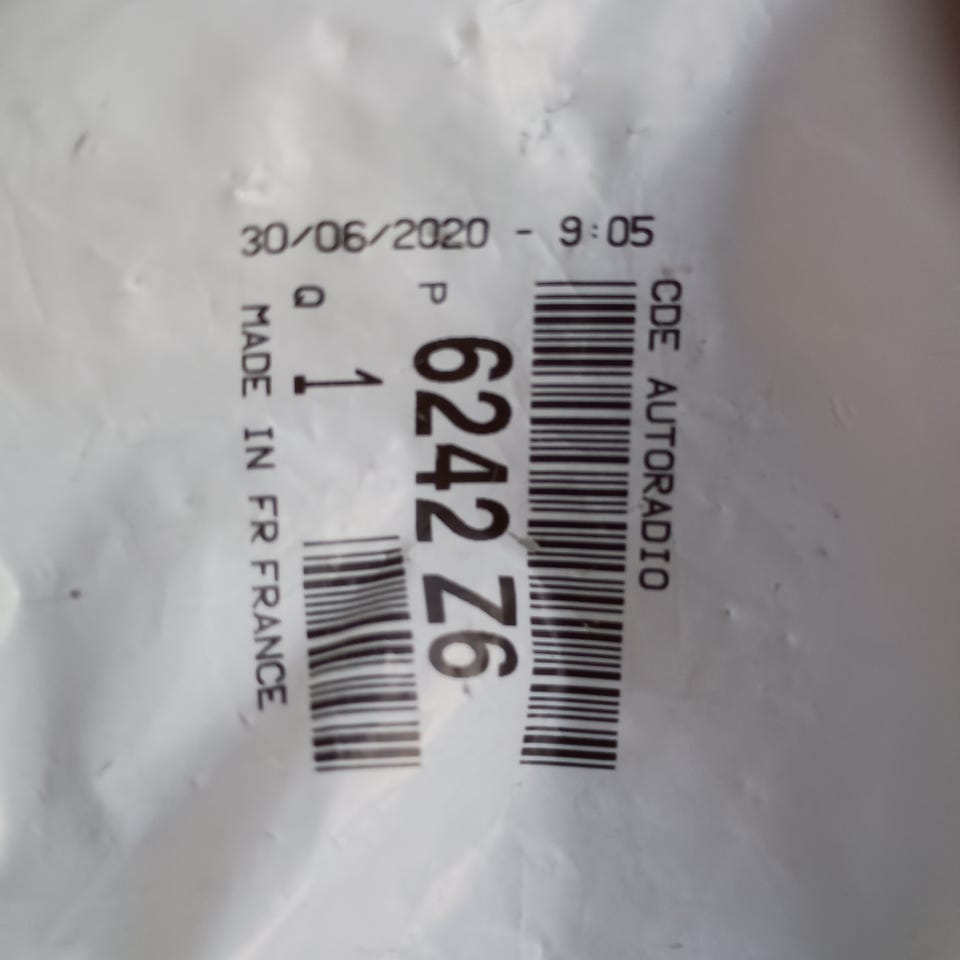 30/06/2020 - 9:05
CDE AUTORADIO
P 6242 Z6
Q 1
MADE IN FR FRANCE